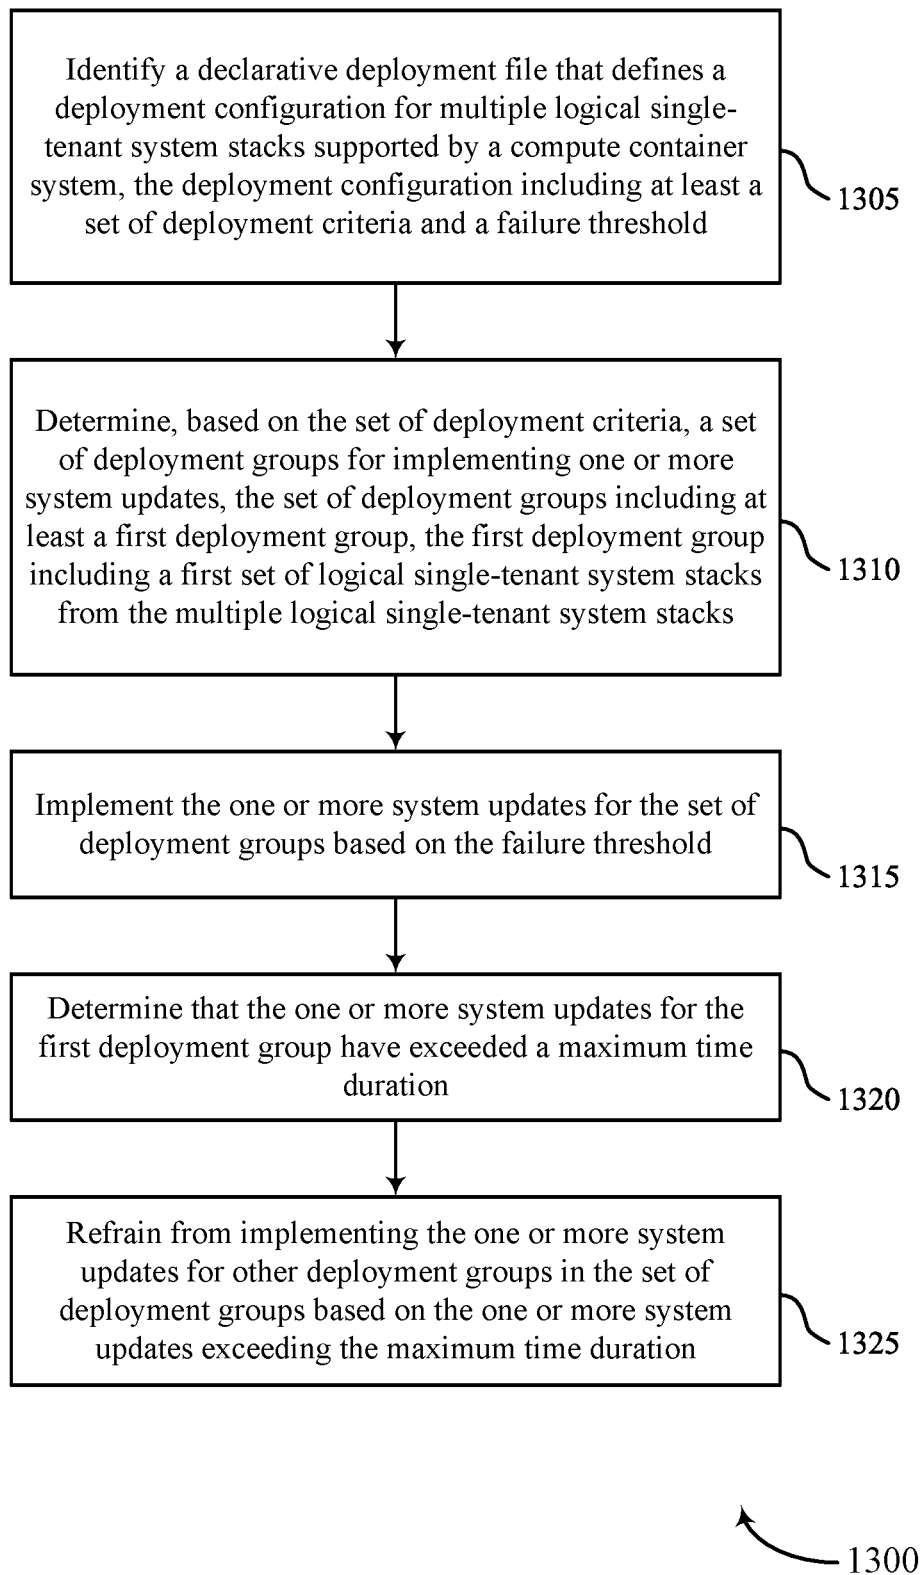 Identify a declarative deployment file that defines a
deployment configuration for multiple logical single-
tenant system stacks supported by a compute container
system, the deployment configuration including at least a
set of deployment criteria and a failure threshold
1305
Determine, based on the set of deployment criteria, a set
of deployment groups for implementing one or more
system updates, the set of deployment groups including at
least a first deployment group, the first deployment group
including a first set of logical single-tenant system stacks
from the multiple logical single-tenant system stacks
1310
Implement the one or more system updates for the set of
deployment groups based on the failure threshold
1315
Determine that the one or more system updates for the
first deployment group have exceeded a maximum time
duration
1320
Refrain from implementing the one or more system
updates for other deployment groups in the set of
deployment groups based on the one or more system
updates exceeding the maximum time duration
1325
1300